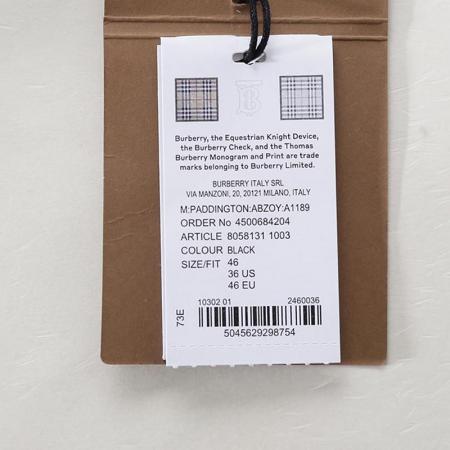 Burberry, the Equestrian Knight Device,
the Burberry Check, and the Thomas
Burberry Monogram and Print are trade
marks belonging to Burberry Limited.
BURBERRY ITALY SRL
VIA MANZONI, 20, 20121 MILANO, ITALY
M:PADDINGTON:ABZOY:A1189
ORDER No 4500684204
ARTICLE 8058131 1003
COLOUR BLACK
SIZE/FIT 46
36 US
46 EU
10302 01 2460036
73E
5045629298754